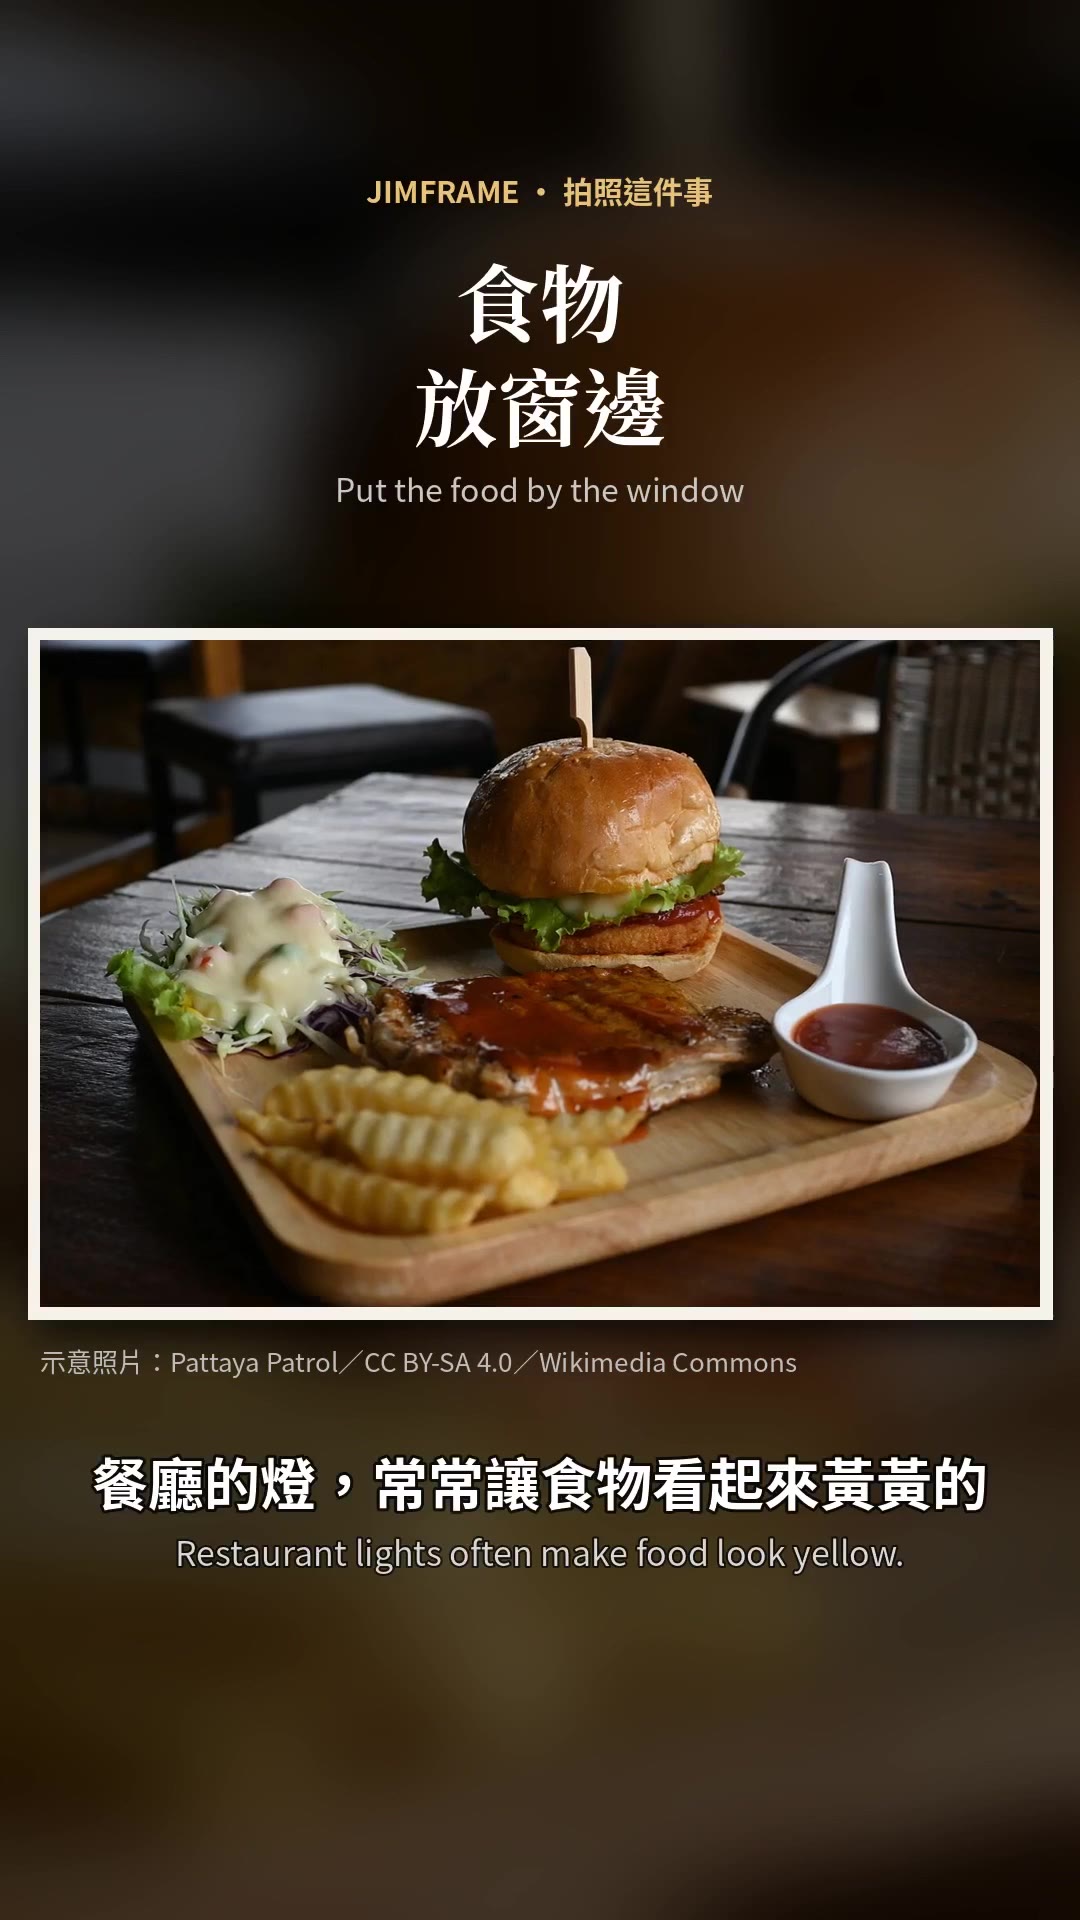 JIMFRAME · 拍照這件事
食物
放窗邊
Put the food by the window
示意照片：Pattaya Patrol／CC BY-SA 4.0／Wikimedia Commons
餐廳的燈，常常讓食物看起來黃黃的
Restaurant lights often make food look yellow.